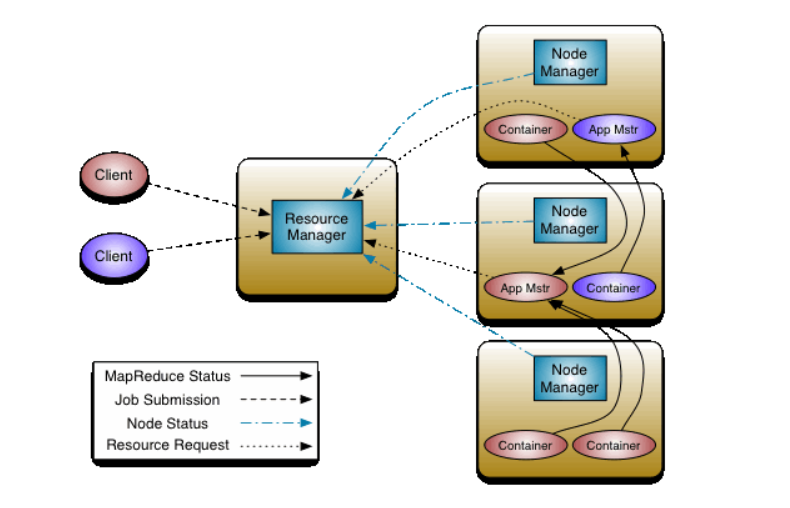 Node
Manager
Container
App Mstr
Client
Client
Resource
Manager
Node
Manager
App Mstr
Container
Node
Manager
Container
Container
MapReduce Status
Job Submission
Node Status
Resource Request